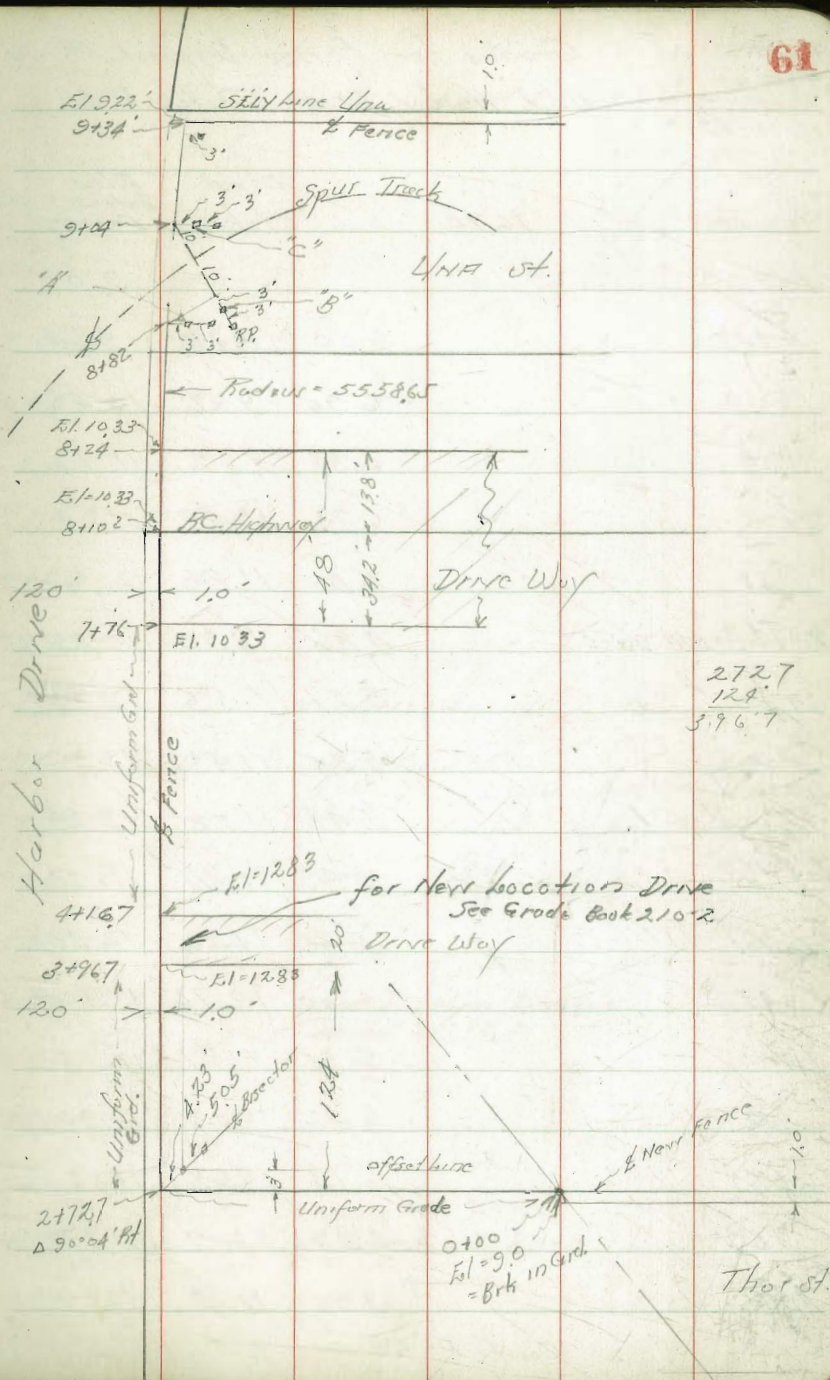 61
1.0'
El 9.22'
SEly Line Una
9+34'
℄ Fence
3'
Spur Track
3' 3'
9+04
10
"C"
10
Una St.
"A"
3'
3'
"B"
R.P.
3' 3'
℄
8+82
Radius = 5558.65
El. 10.33
8+24
El=10.33
8+10.2
B.C. Highway
48
34.2
13.8'
Drive Way
120'
1.0'
7+76
El. 10.33
Harbor Drive
Uniform Grd
℄ Fence
2727
124
3967
El=12.83
for New Location Drive
See Grade Book 210-2
4+16.7
20'
Drive Way
3+96.7
El=12.83
120'
1.0'
Uniform Grd.
4.23'
5.05'
℄ Bisector
124
℄ New Fence
1.0'
offset Line
3'
Uniform Grade
2+72.7
Δ 90°04' Rt
0+00
El=9.0
=Brk in Grd.
Thor St.